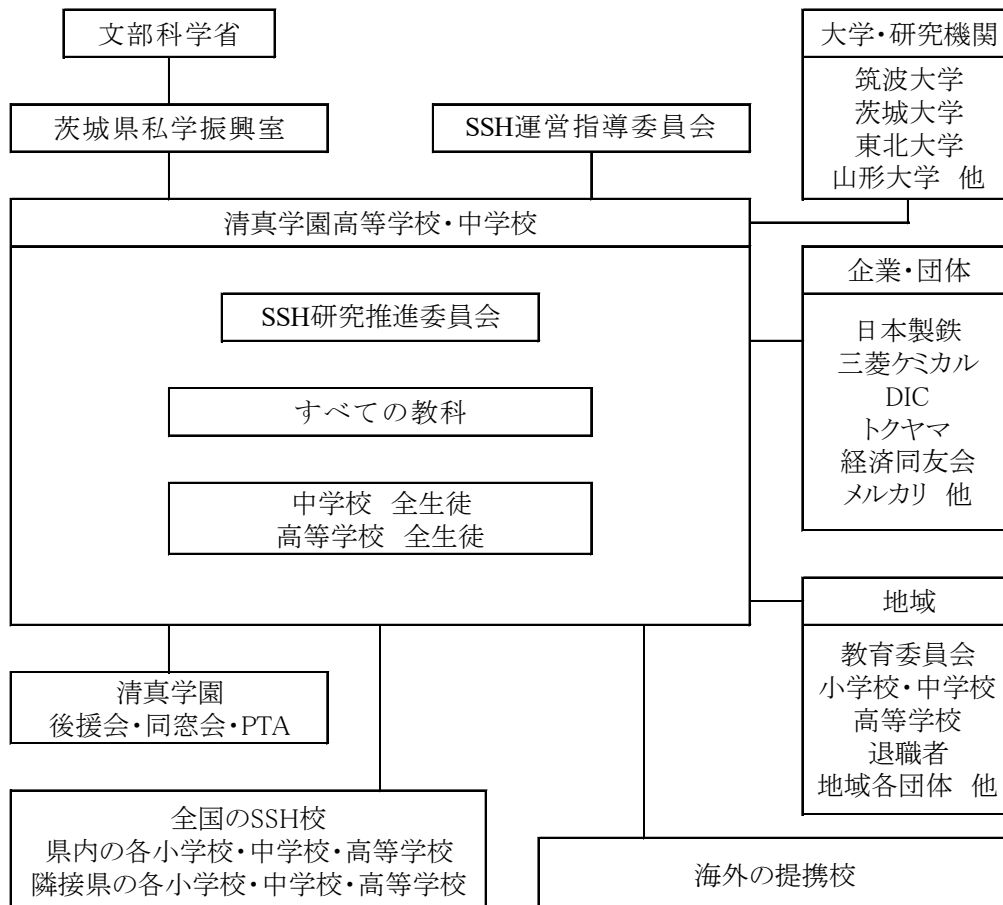 文部科学省
茨城県私学振興室
SSH運営指導委員会
大学・研究機関
筑波大学
茨城大学
東北大学
山形大学 他
清真学園高等学校・中学校
SSH研究推進委員会
すべての教科
中学校 全生徒
高等学校 全生徒
企業・団体
日本製鉄
三菱ケミカル
DIC
トクヤマ
経済同友会
メルカリ 他
地域
教育委員会
小学校・中学校
高等学校
退職者
地域各団体 他
清真学園
後援会・同窓会・PTA
全国のSSH校
県内の各小学校・中学校・高等学校
隣接県の各小学校・中学校・高等学校
海外の提携校